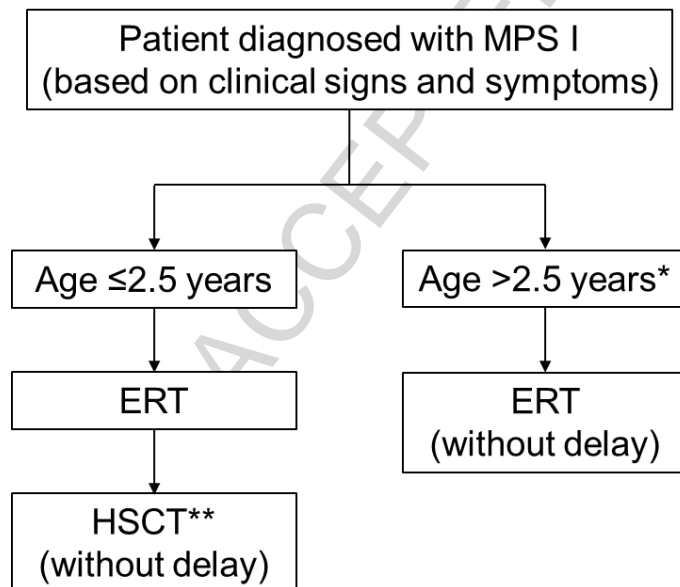 Patient diagnosed with MPS I
(based on clinical signs and symptoms)
Age ≤2.5 years
Age >2.5 years*
ERT
ERT
(without delay)
HSCT**
(without delay)
ACCEP